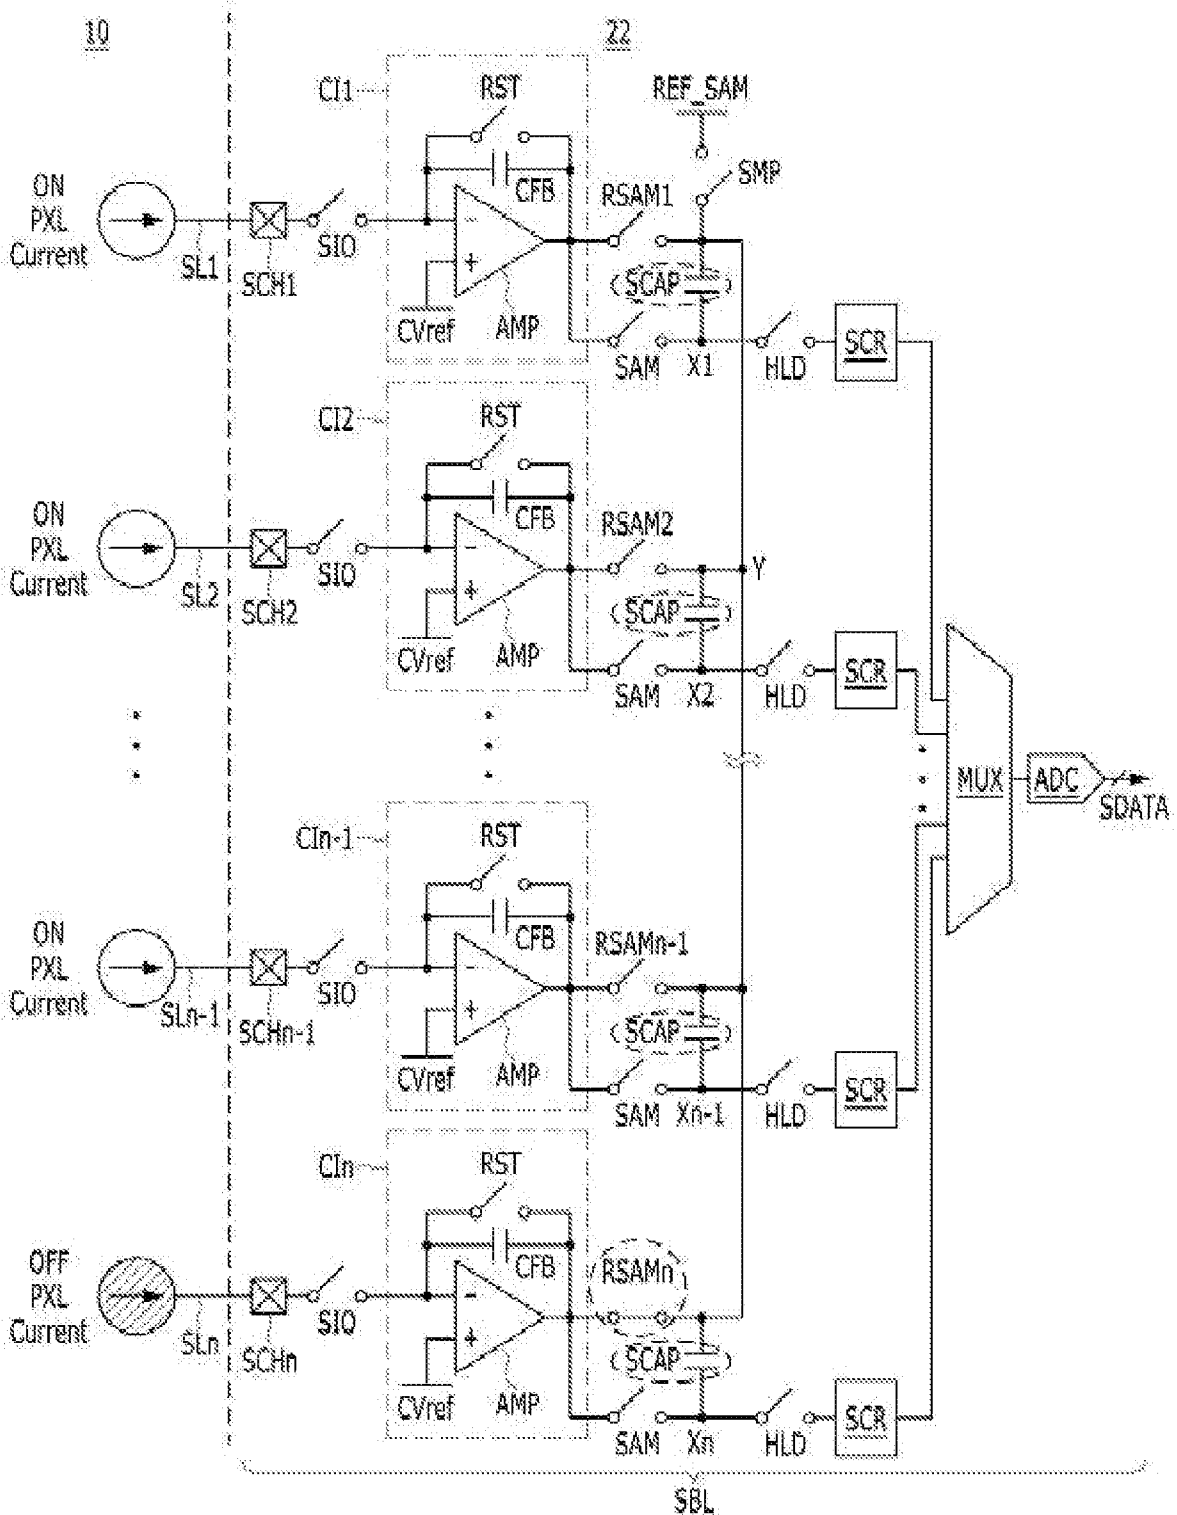 10
22
CI1
RST
REF_SAM
ON
PXL
Current
CFB
RSAM1
SMP
SL1
SCH1
SIO
-
+
CVref
AMP
SCAP
SAM
X1
HLD
SCR
CI2
RST
ON
PXL
Current
CFB
RSAM2
Y
SL2
SCH2
SIO
-
+
CVref
AMP
SCAP
SAM
X2
HLD
SCR
MUX
ADC
SDATA
CIn-1
RST
ON
PXL
Current
CFB
RSAMn-1
SLn-1
SCHn-1
SIO
-
+
CVref
AMP
SCAP
SAM
Xn-1
HLD
SCR
CIn
RST
OFF
PXL
Current
CFB
RSAMn
SLn
SCHn
SIO
-
+
CVref
AMP
SCAP
SAM
Xn
HLD
SCR
SBL